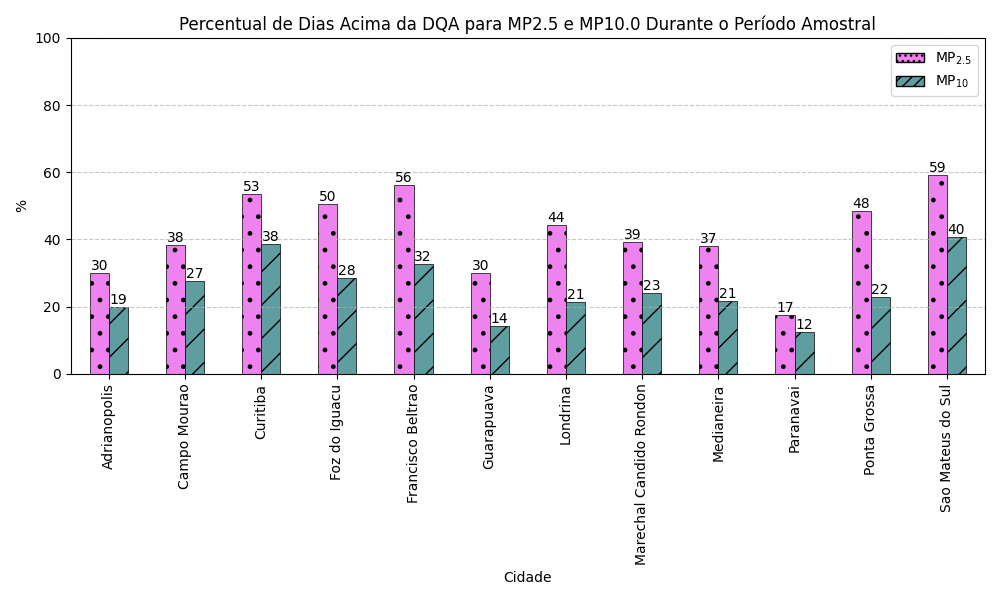 Percentual de Dias Acima da DQA para MP2.5 e MP10.0 Durante o Período Amostral
MP2.5
MP10
%
100
80
60
40
20
0
30
19
38
27
53
38
50
28
56
32
30
14
44
21
39
23
37
21
17
12
48
22
59
40
Adrianopolis
Campo Mourao
Curitiba
Foz do Iguacu
Francisco Beltrao
Guarapuava
Londrina
Marechal Candido Rondon
Medianeira
Paranavai
Ponta Grossa
Sao Mateus do Sul
Cidade